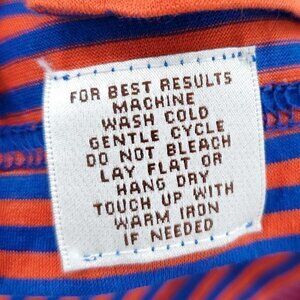 FOR BEST RESULTS
MACHINE
WASH COLD
GENTLE CYCLE
DO NOT BLEACH
LAY FLAT OR
HANG DRY
TOUCH UP WITH
WARM IRON
IF NEEDED